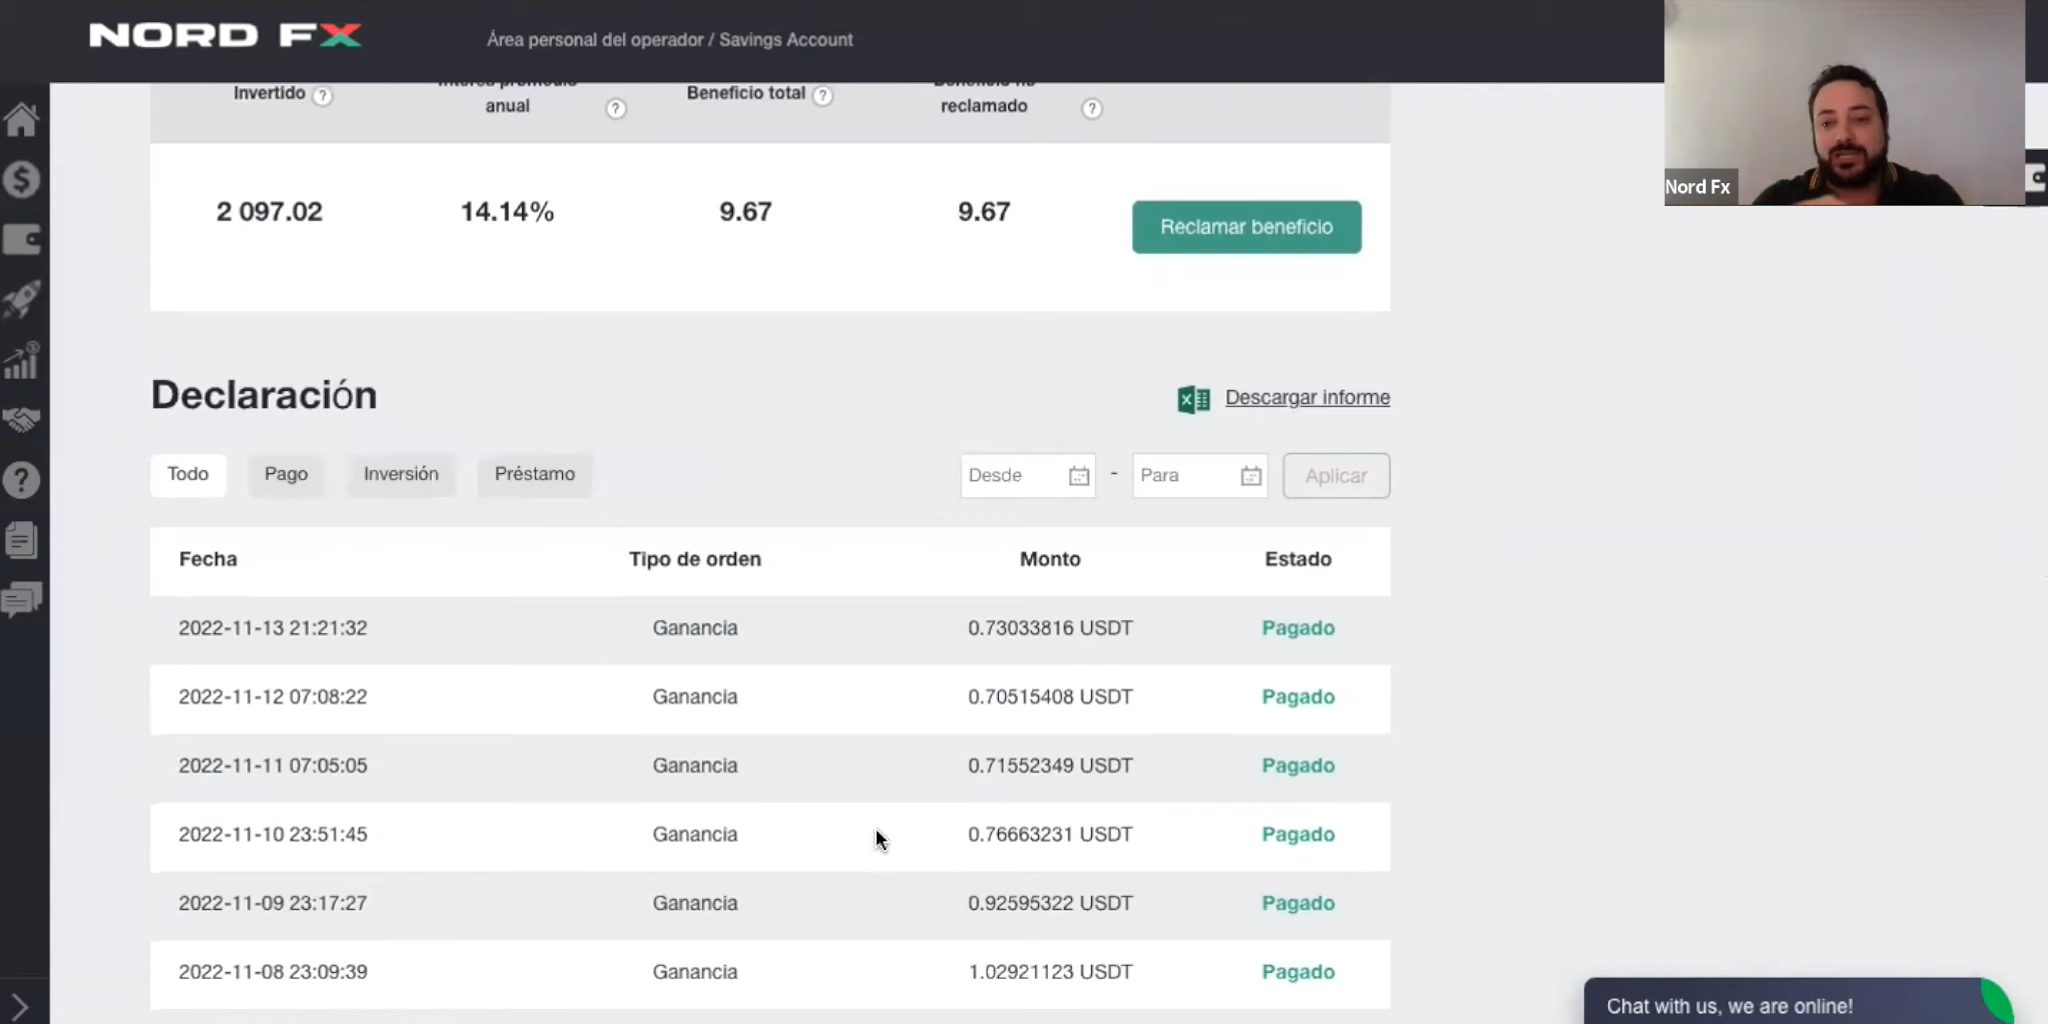 NORD FX
Área personal del operador / Savings Account
Nord Fx
Invertido
anual
Beneficio total
reclamado
2 097.02
14.14%
9.67
9.67
Reclamar beneficio
Declaración
Descargar informe
Todo
Pago
Inversión
Préstamo
Desde
-
Para
Aplicar
Fecha
Tipo de orden
Monto
Estado
2022-11-13 21:21:32
Ganancia
0.73033816 USDT
Pagado
2022-11-12 07:08:22
Ganancia
0.70515408 USDT
Pagado
2022-11-11 07:05:05
Ganancia
0.71552349 USDT
Pagado
2022-11-10 23:51:45
Ganancia
0.76663231 USDT
Pagado
2022-11-09 23:17:27
Ganancia
0.92595322 USDT
Pagado
2022-11-08 23:09:39
Ganancia
1.02921123 USDT
Pagado
Chat with us, we are online!